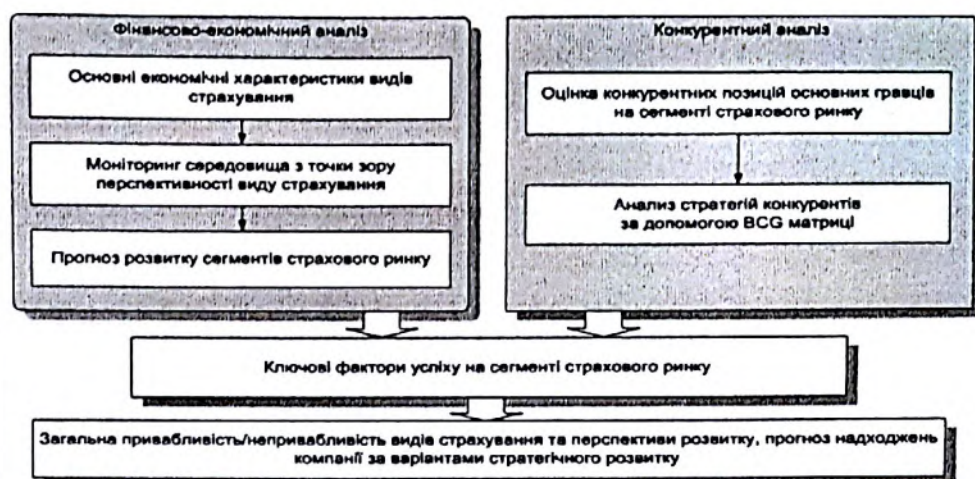 Фінансово-економічний аналіз
Основні економічні характеристики видів
страхування
Моніторинг середовища з точки зору
перспективності виду страхування
Прогноз розвитку сегментів страхового ринку
Конкурентний аналіз
Оцінка конкурентних позицій основних гравців
на сегменті страхового ринку
Анализ стратегій конкурентів
за допомогою BCG матриці
Ключові фактори успіху на сегменті страхового ринку
Загальна привабливість/непривабливість видів страхування та перспективи розвитку, прогноз надходжень
компанії за варіантами стратегічного розвитку